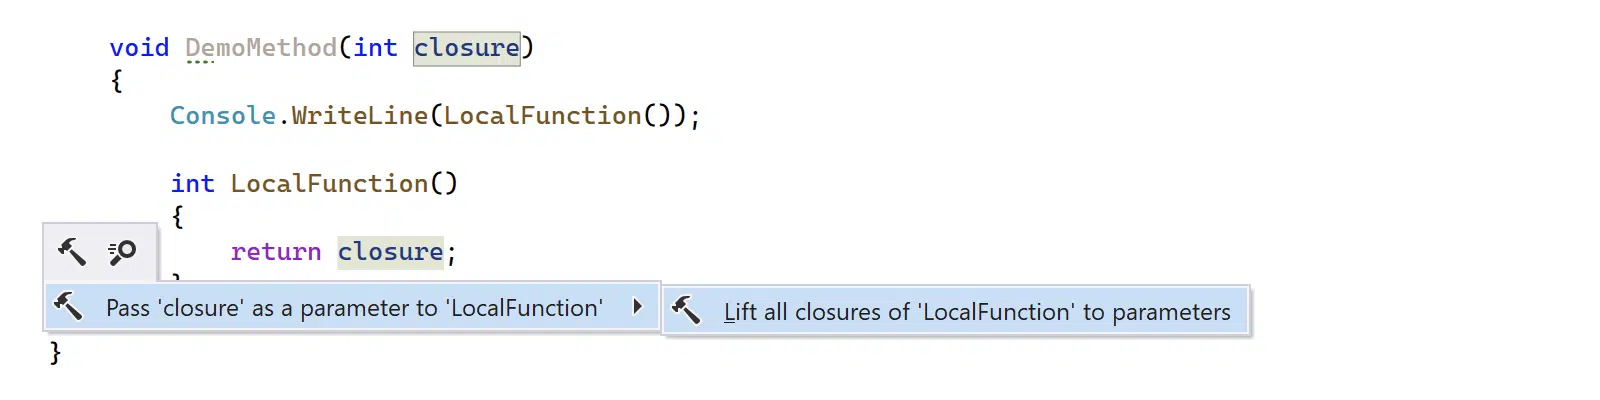 void DemoMethod(int closure)
{
Console.WriteLine(LocalFunction());
int LocalFunction()
{
return closure;
Pass 'closure' as a parameter to 'LocalFunction'
Lift all closures of 'LocalFunction' to parameters
}